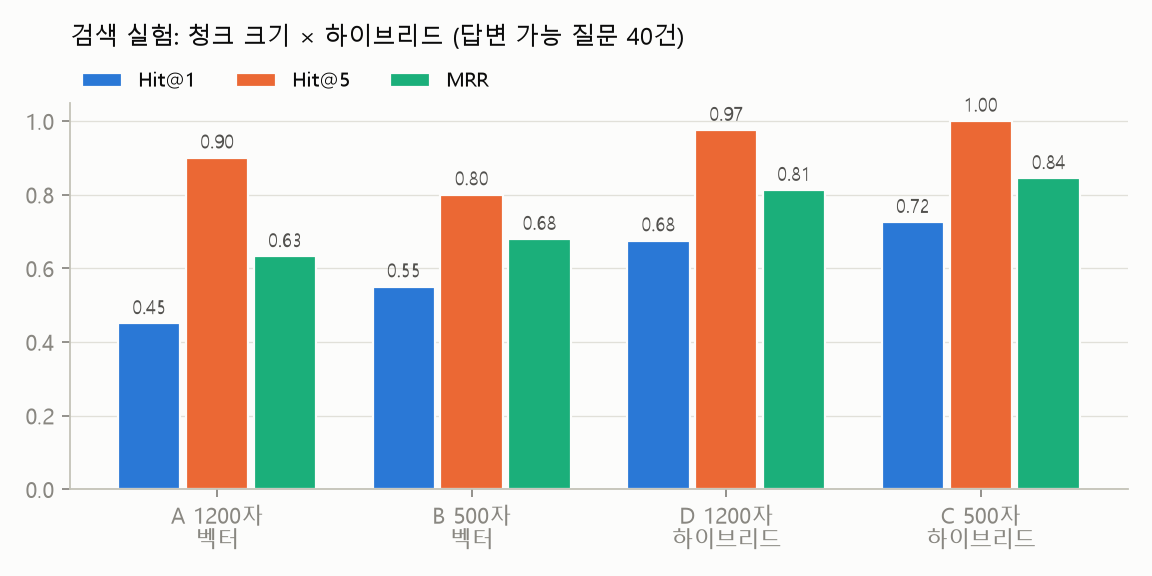 검색 실험: 청크 크기 × 하이브리드 (답변 가능 질문 40건)
Hit@1 Hit@5 MRR
1.0
0.8
0.6
0.4
0.2
0.0
0.45 0.90 0.63
0.55 0.80 0.68
0.68 0.97 0.81
0.72 1.00 0.84
A 1200자
벡터
B 500자
벡터
D 1200자
하이브리드
C 500자
하이브리드